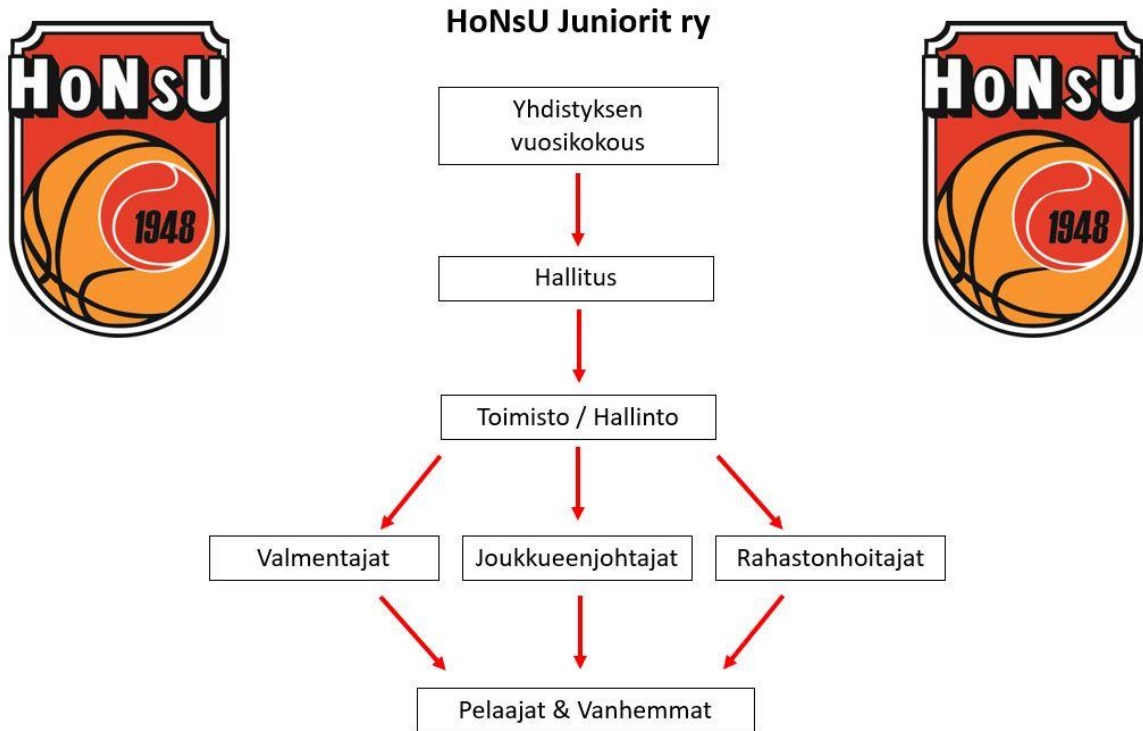 HoNsU Juniorit ry
HoNsU
1948
HoNsU
1948
Yhdistyksen
vuosikokous
Hallitus
Toimisto / Hallinto
Valmentajat
Joukkueenjohtajat
Rahastonhoitajat
Pelaajat & Vanhemmat